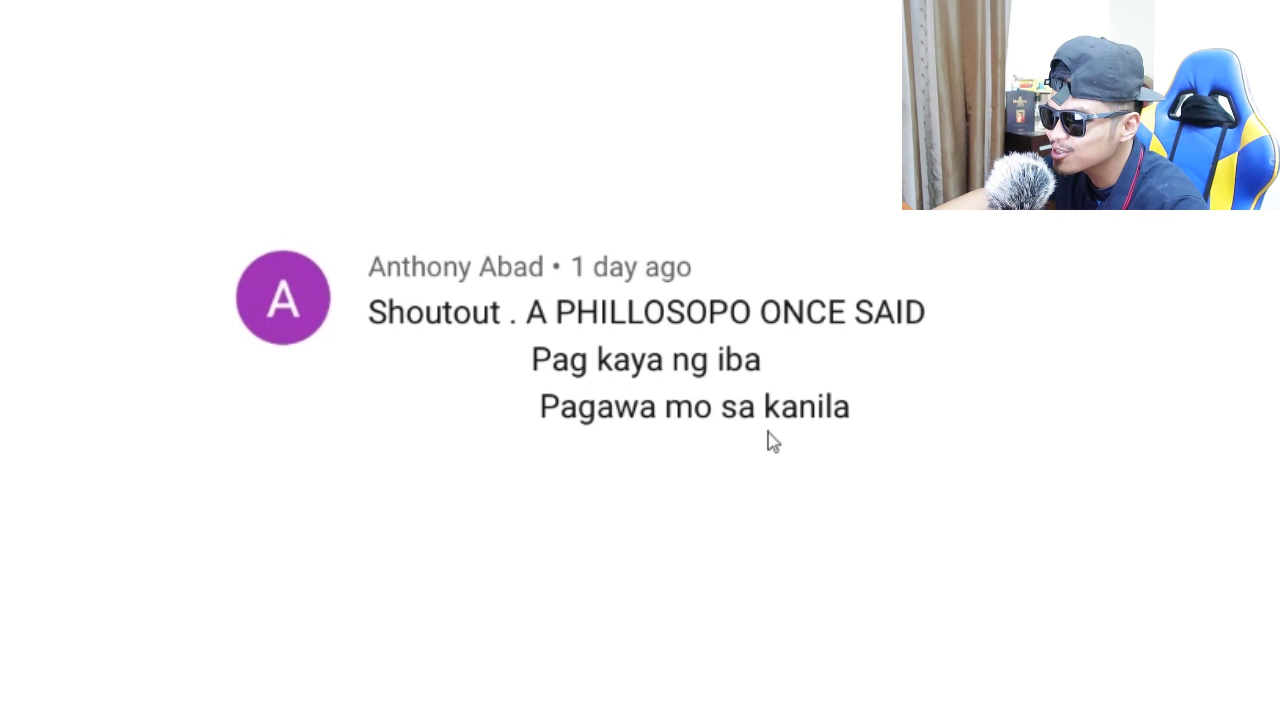 A
Anthony Abad • 1 day ago
Shoutout . A PHILLOSOPO ONCE SAID
Pag kaya ng iba
Pagawa mo sa kanila